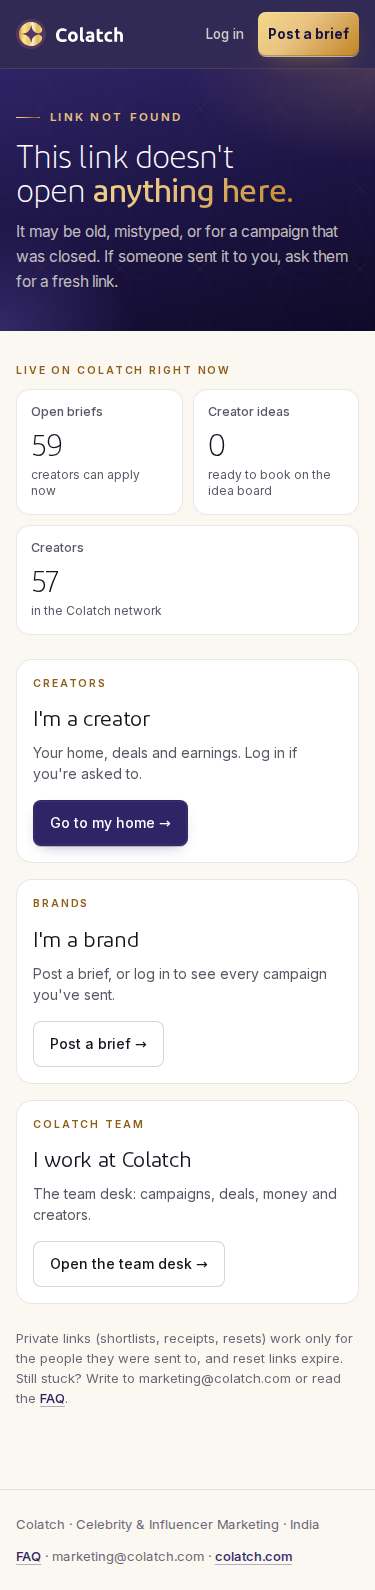 Colatch
Log in
Post a brief
LINK NOT FOUND
This link doesn't
open anything here.
It may be old, mistyped, or for a campaign that
was closed. If someone sent it to you, ask them
for a fresh link.
LIVE ON COLATCH RIGHT NOW
Open briefs
59
creators can apply
now
Creator ideas
0
ready to book on the
idea board
Creators
57
in the Colatch network
CREATORS
I'm a creator
Your home, deals and earnings. Log in if
you're asked to.
Go to my home →
BRANDS
I'm a brand
Post a brief, or log in to see every campaign
you've sent.
Post a brief →
COLATCH TEAM
I work at Colatch
The team desk: campaigns, deals, money and
creators.
Open the team desk →
Private links (shortlists, receipts, resets) work only for
the people they were sent to, and reset links expire.
Still stuck? Write to marketing@colatch.com or read
the FAQ.
Colatch · Celebrity & Influencer Marketing · India
FAQ · marketing@colatch.com · colatch.com